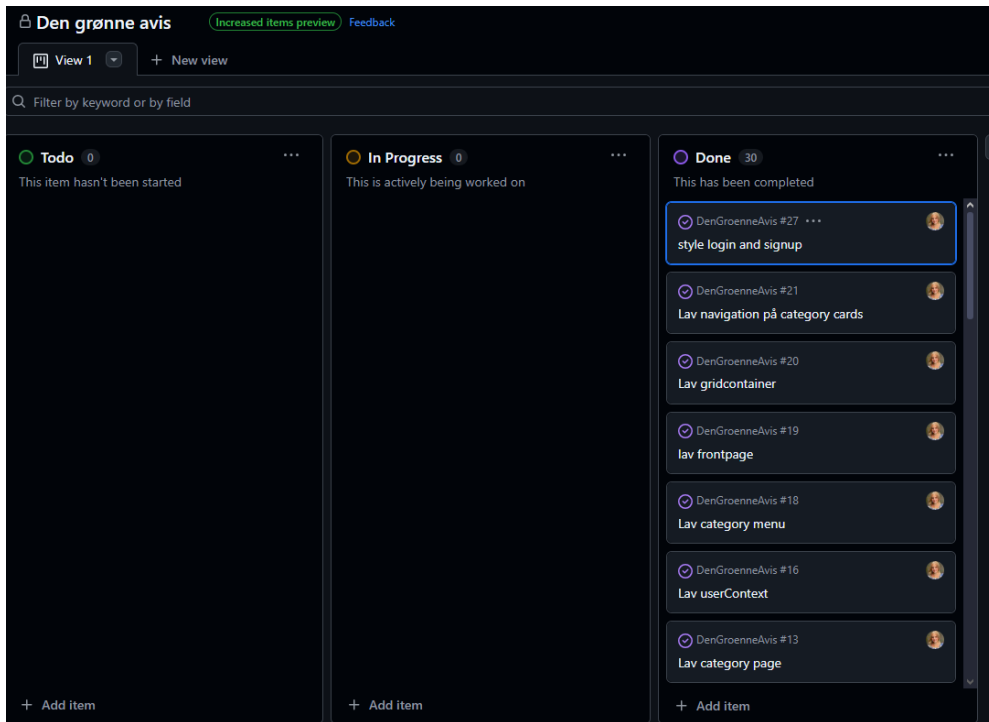 Den grønne avis Increased items preview Feedback
View 1 + New view
Filter by keyword or by field
Todo 0 ...
This item hasn't been started
+ Add item
In Progress 0 ...
This is actively being worked on
+ Add item
Done 30 ...
This has been completed
DenGroenneAvis #27 ...
style login and signup
DenGroenneAvis #21
Lav navigation på category cards
DenGroenneAvis #20
Lav gridcontainer
DenGroenneAvis #19
lav frontpage
DenGroenneAvis #18
Lav category menu
DenGroenneAvis #16
Lav userContext
DenGroenneAvis #13
Lav category page
+ Add item